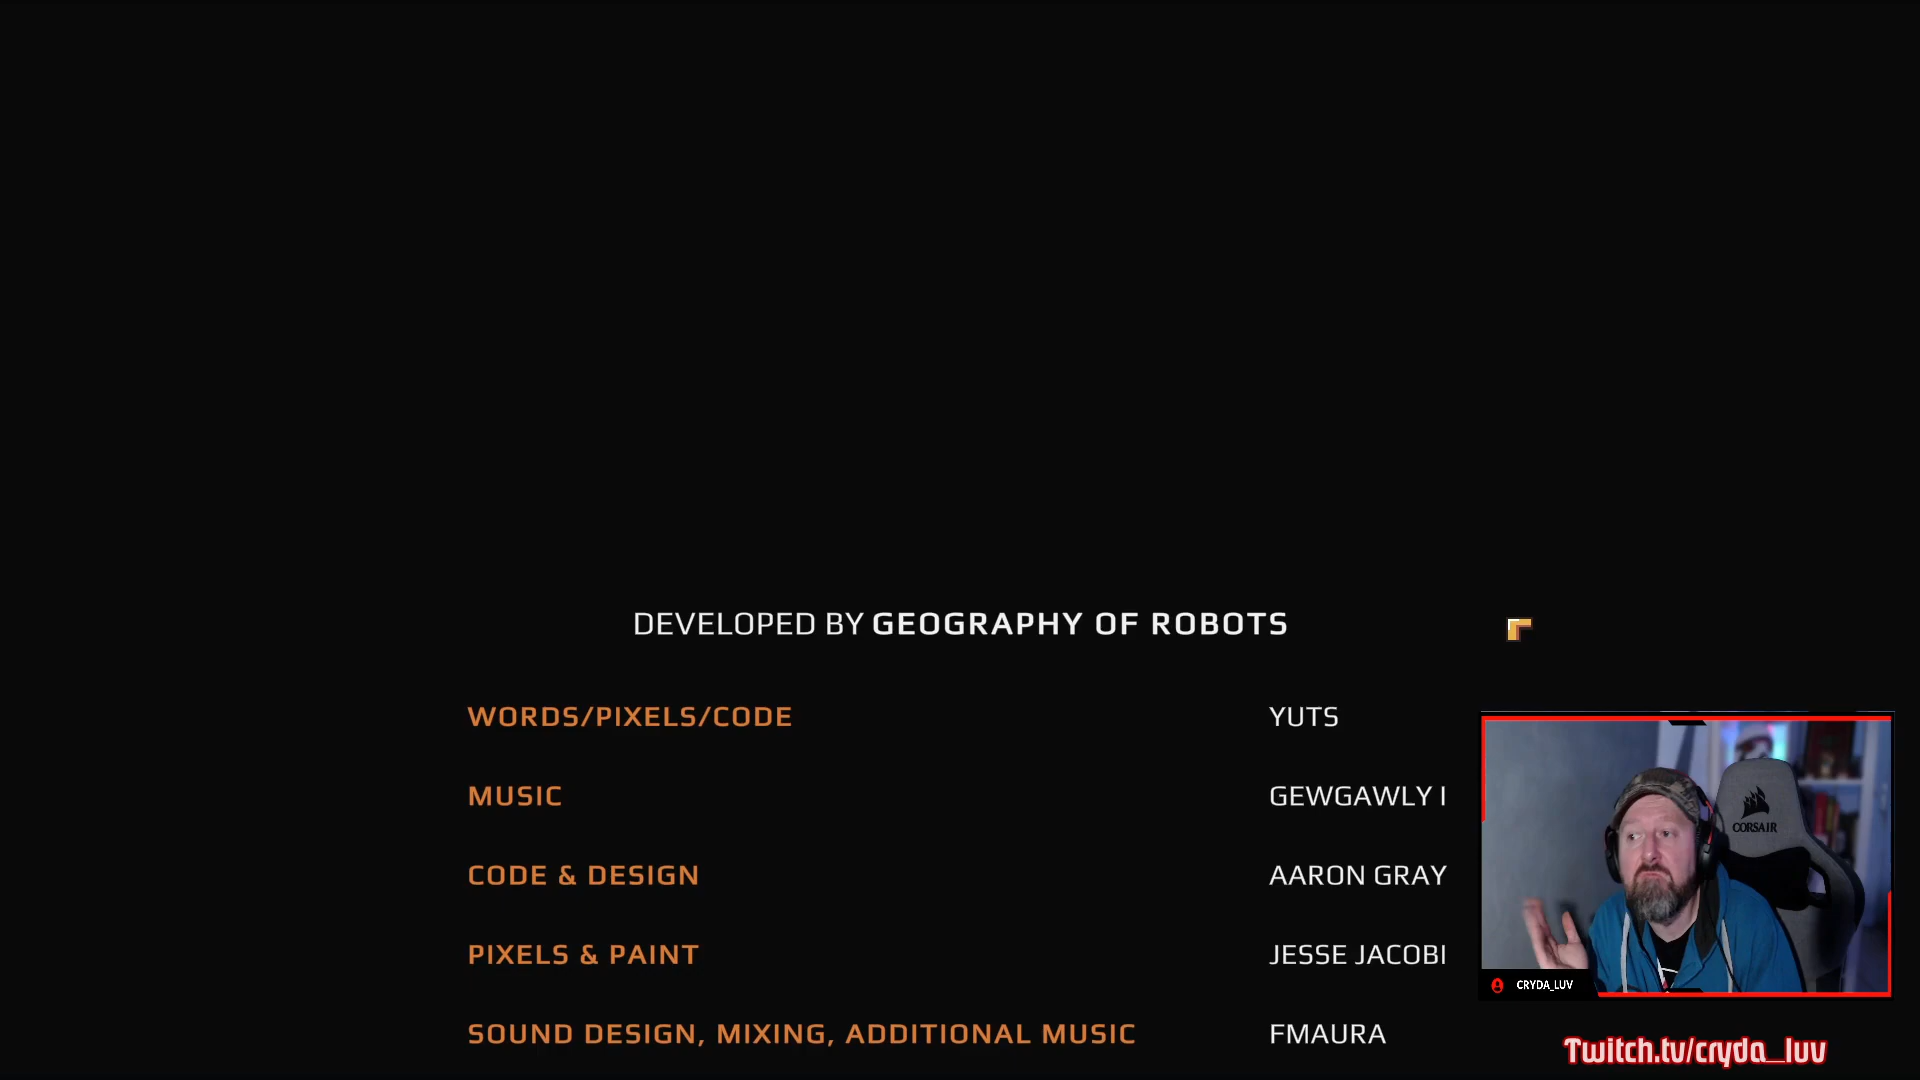 DEVELOPED BY GEOGRAPHY OF ROBOTS
WORDS/PIXELS/CODE YUTS
MUSIC GEWGAWLY I
CODE & DESIGN AARON GRAY
PIXELS & PAINT JESSE JACOBI
SOUND DESIGN, MIXING, ADDITIONAL MUSIC FMAURA
CORSAIR
CRYDA_LUV
Twitch.tv/cryda_luv